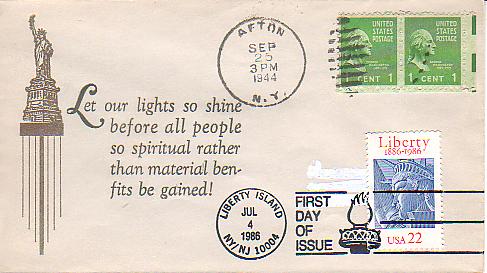 AFTON
SEP
25
3PM
1944
N.Y.
UNITED STATES POSTAGE
1 CENT 1
UNITED STATES POSTAGE
CENT 1
Let our lights so shine
before all people
so spiritual rather
than material ben-
fits be gained!
Liberty
1886-1986
USA 22
LIBERTY ISLAND
JUL
4
1986
NY/NJ 10004
FIRST
DAY
OF
ISSUE